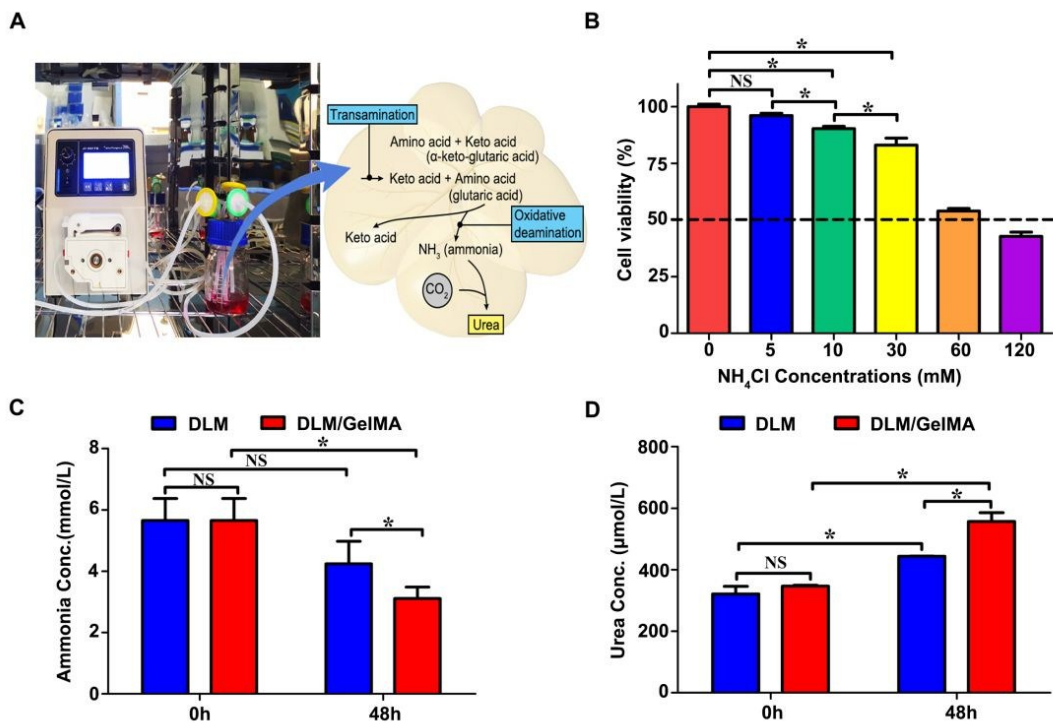 A
Transamination
Amino acid + Keto acid
(α-keto-glutaric acid)
Keto acid + Amino acid
(glutaric acid)
Oxidative
deamination
Keto acid
NH3 (ammonia)
CO2
Urea
B
*
*
NS
*
*
100
75
50
25
0
Cell viability (%)
0 5 10 30 60 120
NH4Cl Concentrations (mM)
C
DLM DLM/GelMA
*
NS
NS
*
8
6
4
2
0
Ammonia Conc.(mmol/L)
0h 48h
D
DLM DLM/GelMA
*
*
*
NS
800
600
400
200
0
Urea Conc. (μmol/L)
0h 48h